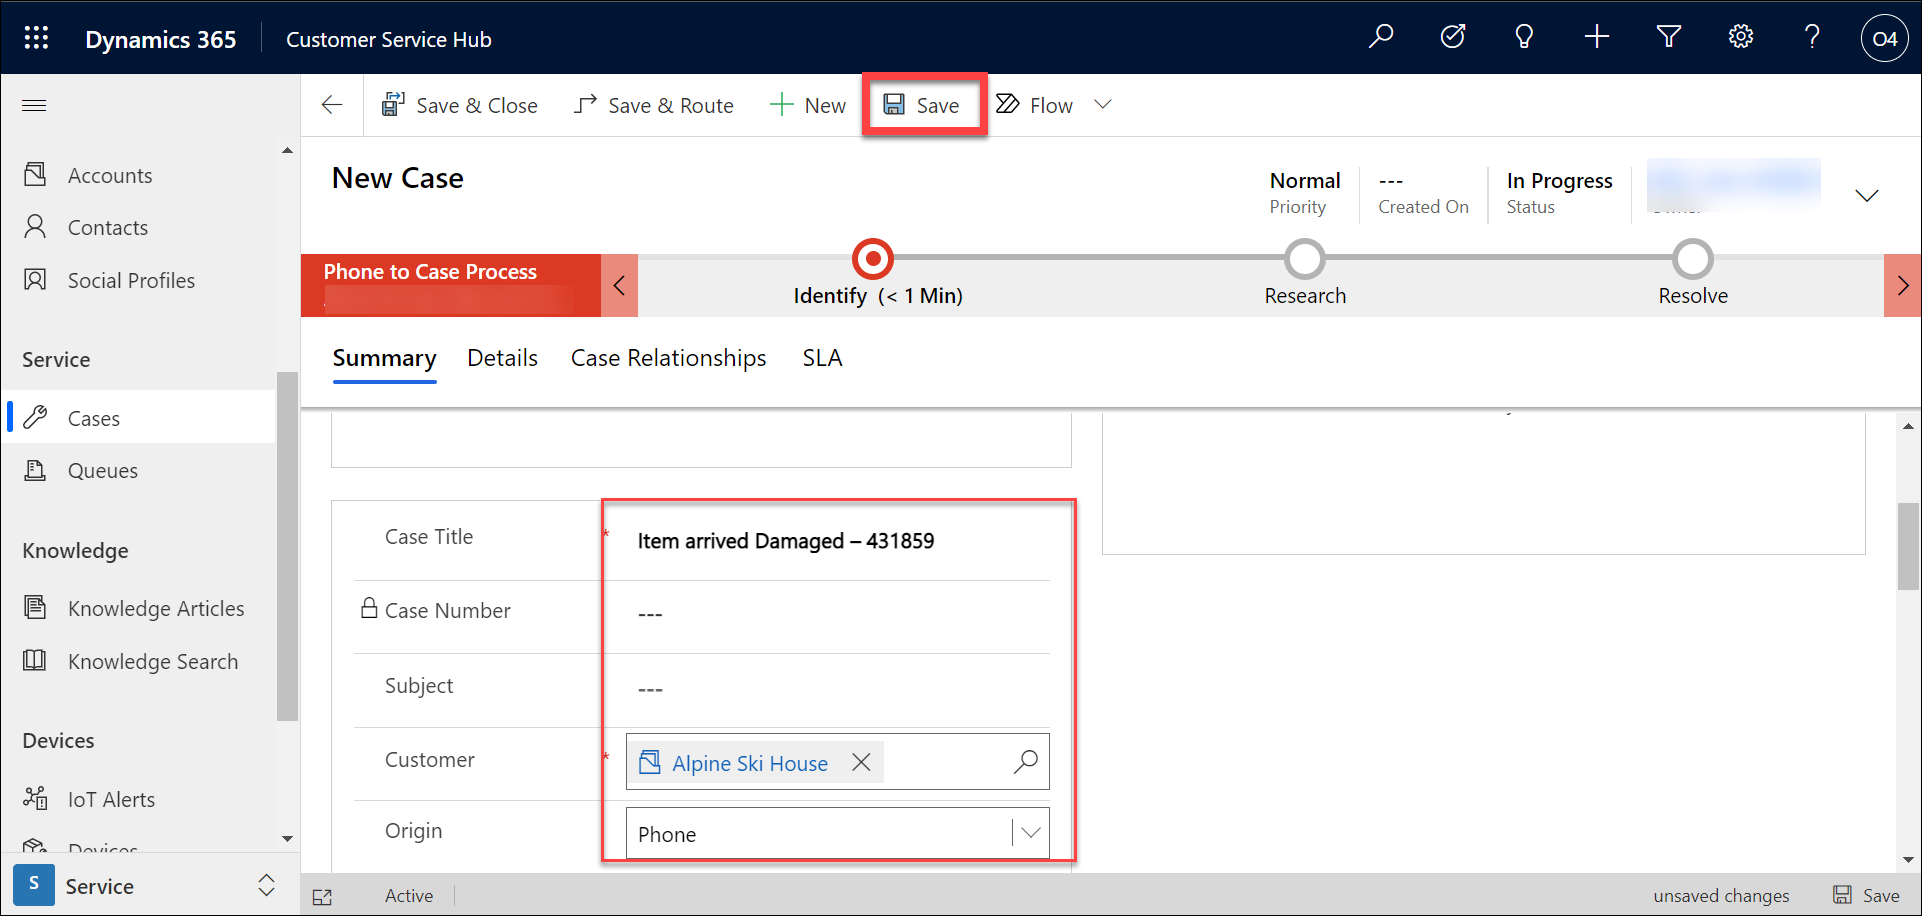 Dynamics 365
Customer Service Hub
O4
Save & Close
Save & Route
New
Save
Flow
Accounts
Contacts
Social Profiles
Service
Cases
Queues
Knowledge
Knowledge Articles
Knowledge Search
Devices
IoT Alerts
Devices
S
Service
New Case
Normal
Priority
---
Created On
In Progress
Status
Owner
Phone to Case Process
Identify (< 1 Min)
Research
Resolve
Summary
Details
Case Relationships
SLA
Case Title
*
Item arrived Damaged – 431859
Case Number
---
Subject
---
Customer
*
Alpine Ski House
Origin
Phone
Active
unsaved changes
Save